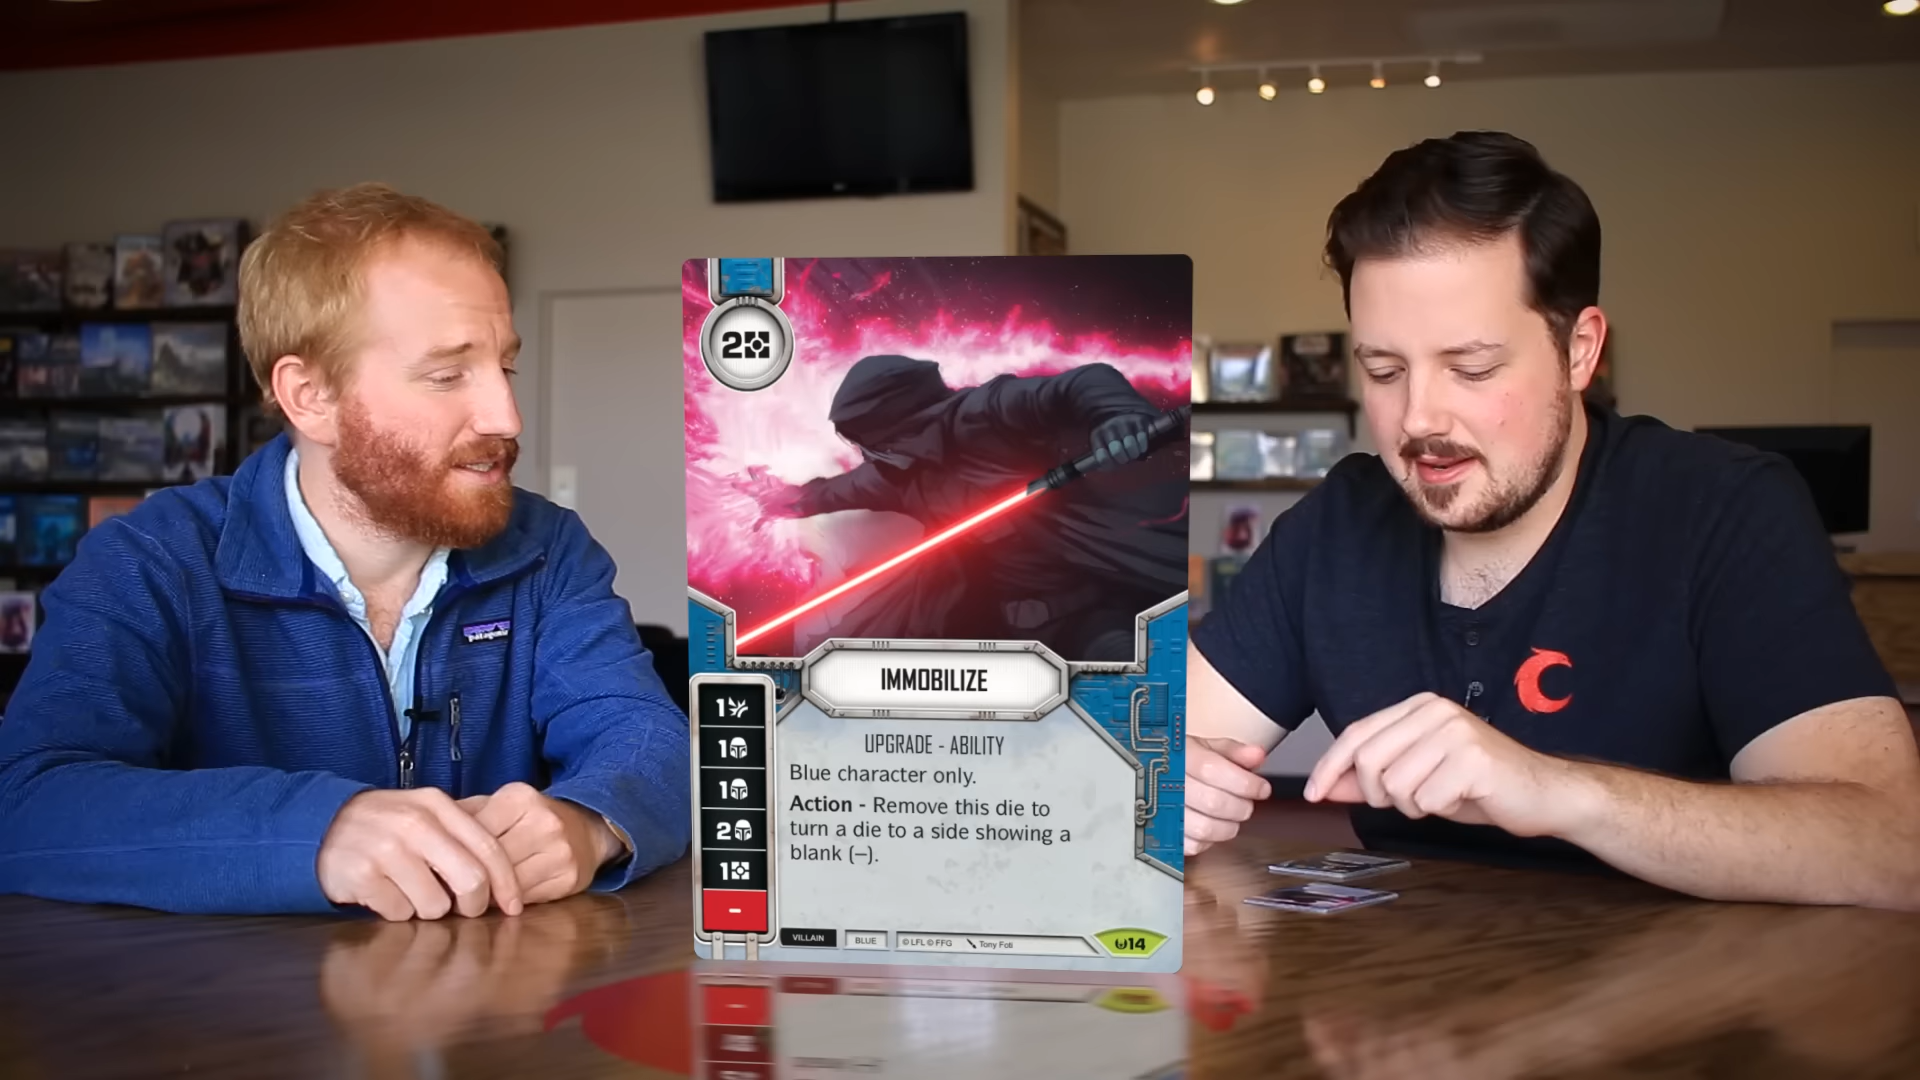 2
IMMOBILIZE
UPGRADE - ABILITY
Blue character only.
Action - Remove this die to
turn a die to a side showing a
blank (–).
1
1
1
2
1
–
VILLAIN
BLUE
© LFL © FFG
Tony Foti
14
patagonia